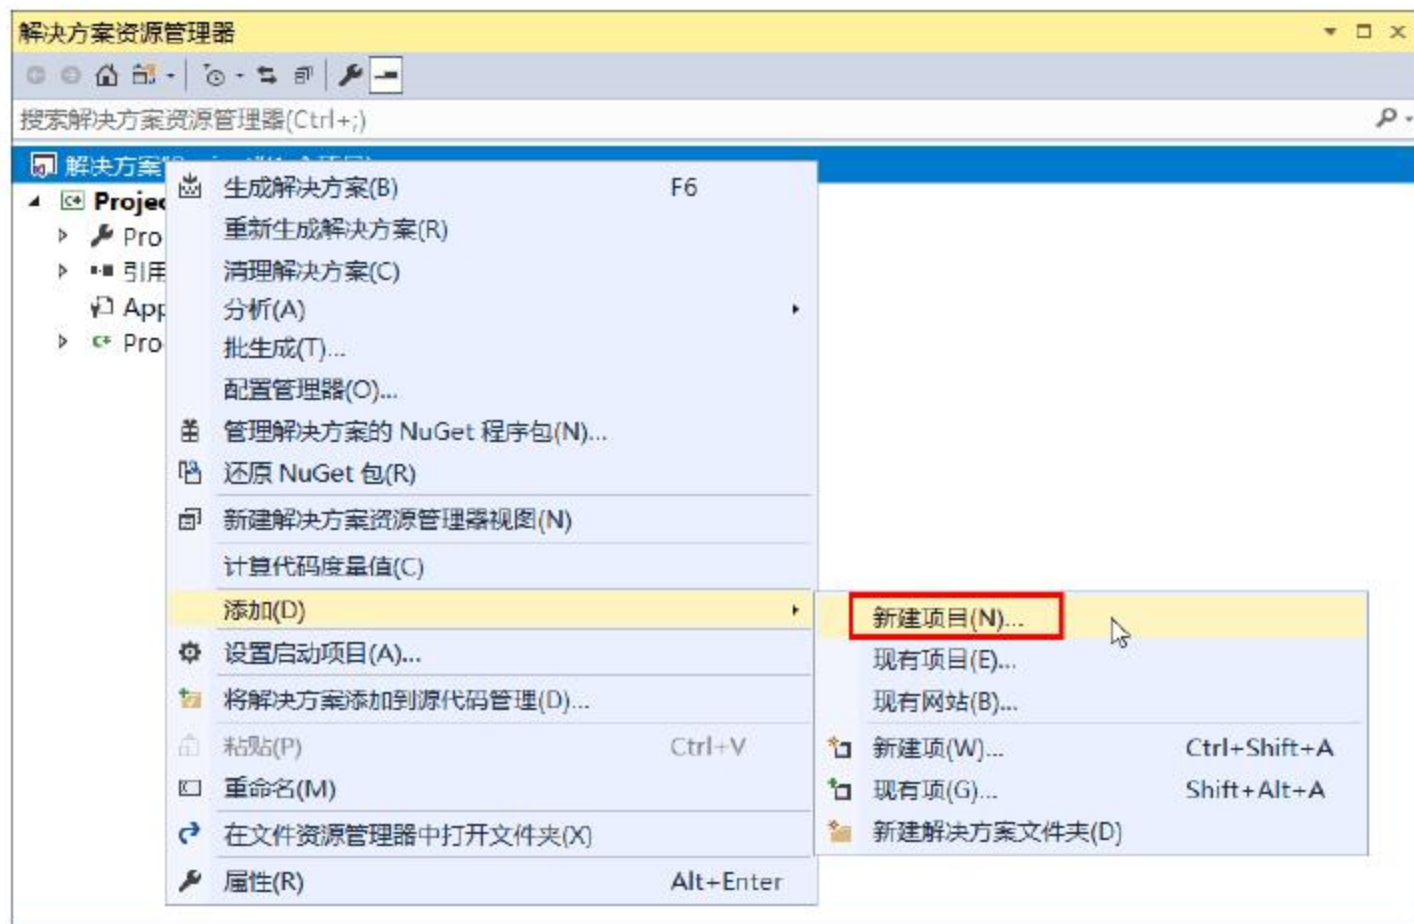 解决方案资源管理器
搜索解决方案资源管理器(Ctrl+;)
解决方案
Projec
Pro
引用
App
Pro
生成解决方案(B) F6
重新生成解决方案(R)
清理解决方案(C)
分析(A)
批生成(T)...
配置管理器(O)...
管理解决方案的 NuGet 程序包(N)...
还原 NuGet 包(R)
新建解决方案资源管理器视图(N)
计算代码度量值(C)
添加(D)
设置启动项目(A)...
将解决方案添加到源代码管理(D)...
粘贴(P) Ctrl+V
重命名(M)
在文件资源管理器中打开文件夹(X)
属性(R) Alt+Enter
新建项目(N)...
现有项目(E)...
现有网站(B)...
新建项(W)... Ctrl+Shift+A
现有项(G)... Shift+Alt+A
新建解决方案文件夹(D)